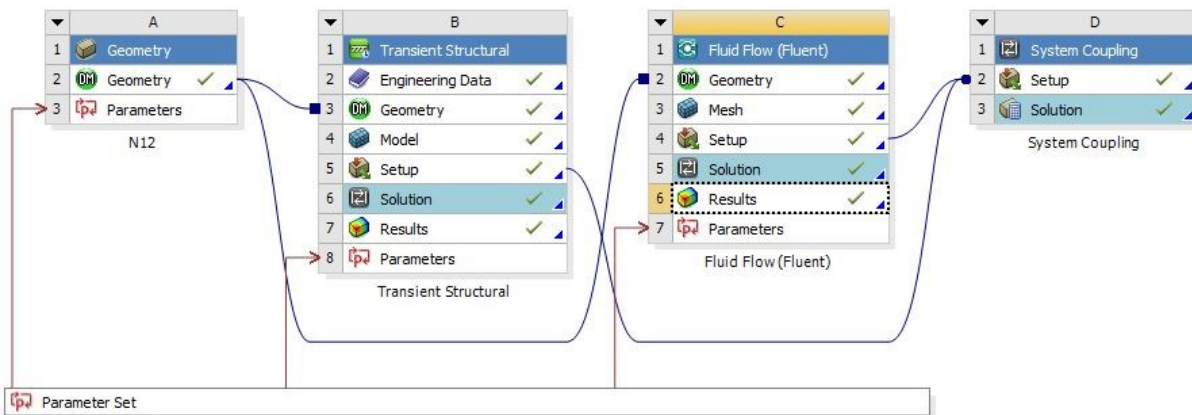 A
1 Geometry
2 DM Geometry
3 Parameters
N12
B
1 Transient Structural
2 Engineering Data
3 DM Geometry
4 Model
5 Setup
6 Solution
7 Results
8 Parameters
Transient Structural
C
1 Fluid Flow (Fluent)
2 DM Geometry
3 Mesh
4 Setup
5 Solution
6 Results
7 Parameters
Fluid Flow (Fluent)
D
1 System Coupling
2 Setup
3 Solution
System Coupling
Parameter Set